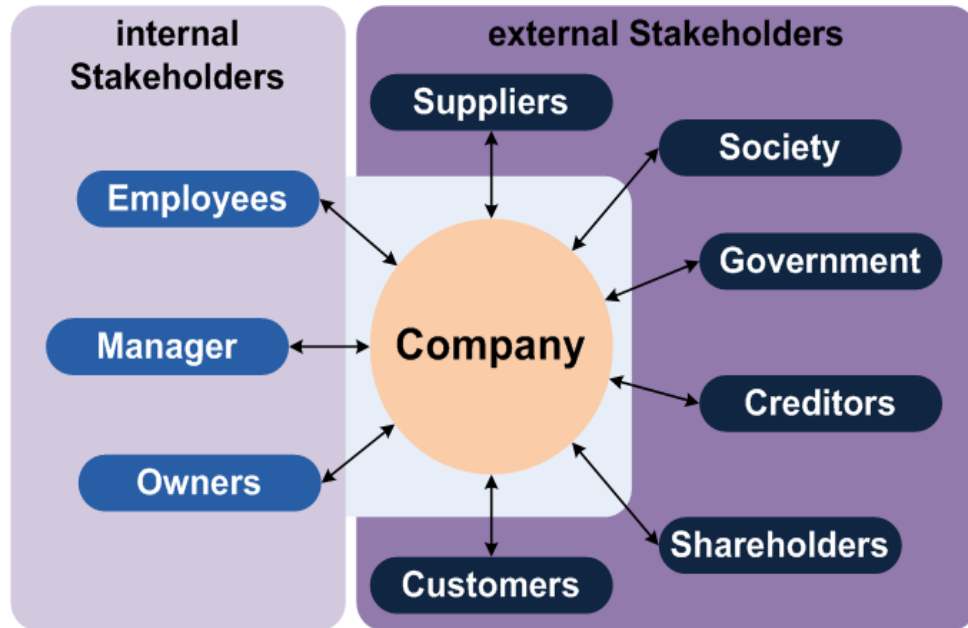 internal
Stakeholders
external Stakeholders
Suppliers
Society
Employees
Government
Manager
Company
Creditors
Owners
Shareholders
Customers